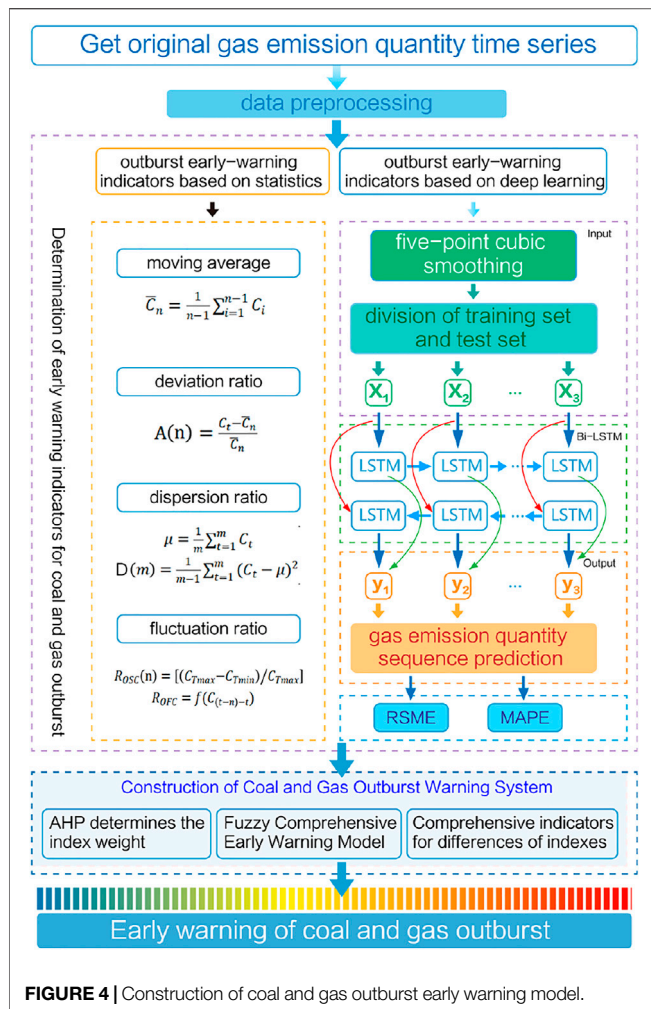 Get original gas emission quantity time series
data preprocessing
Determination of early warning indicators for coal and gas outburst
outburst early-warning
indicators based on statistics
moving average
C̅ₙ = 1/(n−1) ∑ᵢ₌₁ⁿ⁻¹ Cᵢ
deviation ratio
A(n) = (Cₜ−C̅ₙ)/C̅ₙ
dispersion ratio
μ = 1/m ∑ₜ₌₁ᵐ Cₜ
D(m) = 1/(m−1) ∑ₜ₌₁ᵐ (Cₜ − μ)²
fluctuation ratio
R_OSC(n) = [(C_Tmax−C_Tmin)/C_Tmax]
R_OFC = f(C_(t−n)−t)
outburst early-warning
indicators based on deep learning
Input
five-point cubic
smoothing
division of training set
and test set
X₁ X₂ ... X₃
Bi-LSTM
LSTM LSTM ... LSTM
LSTM LSTM ... LSTM
Output
y₁ y₂ ... y₃
gas emission quantity
sequence prediction
RSME MAPE
Construction of Coal and Gas Outburst Warning System
AHP determines the
index weight
Fuzzy Comprehensive
Early Warning Model
Comprehensive indicators
for differences of indexes
Early warning of coal and gas outburst
FIGURE 4 | Construction of coal and gas outburst early warning model.